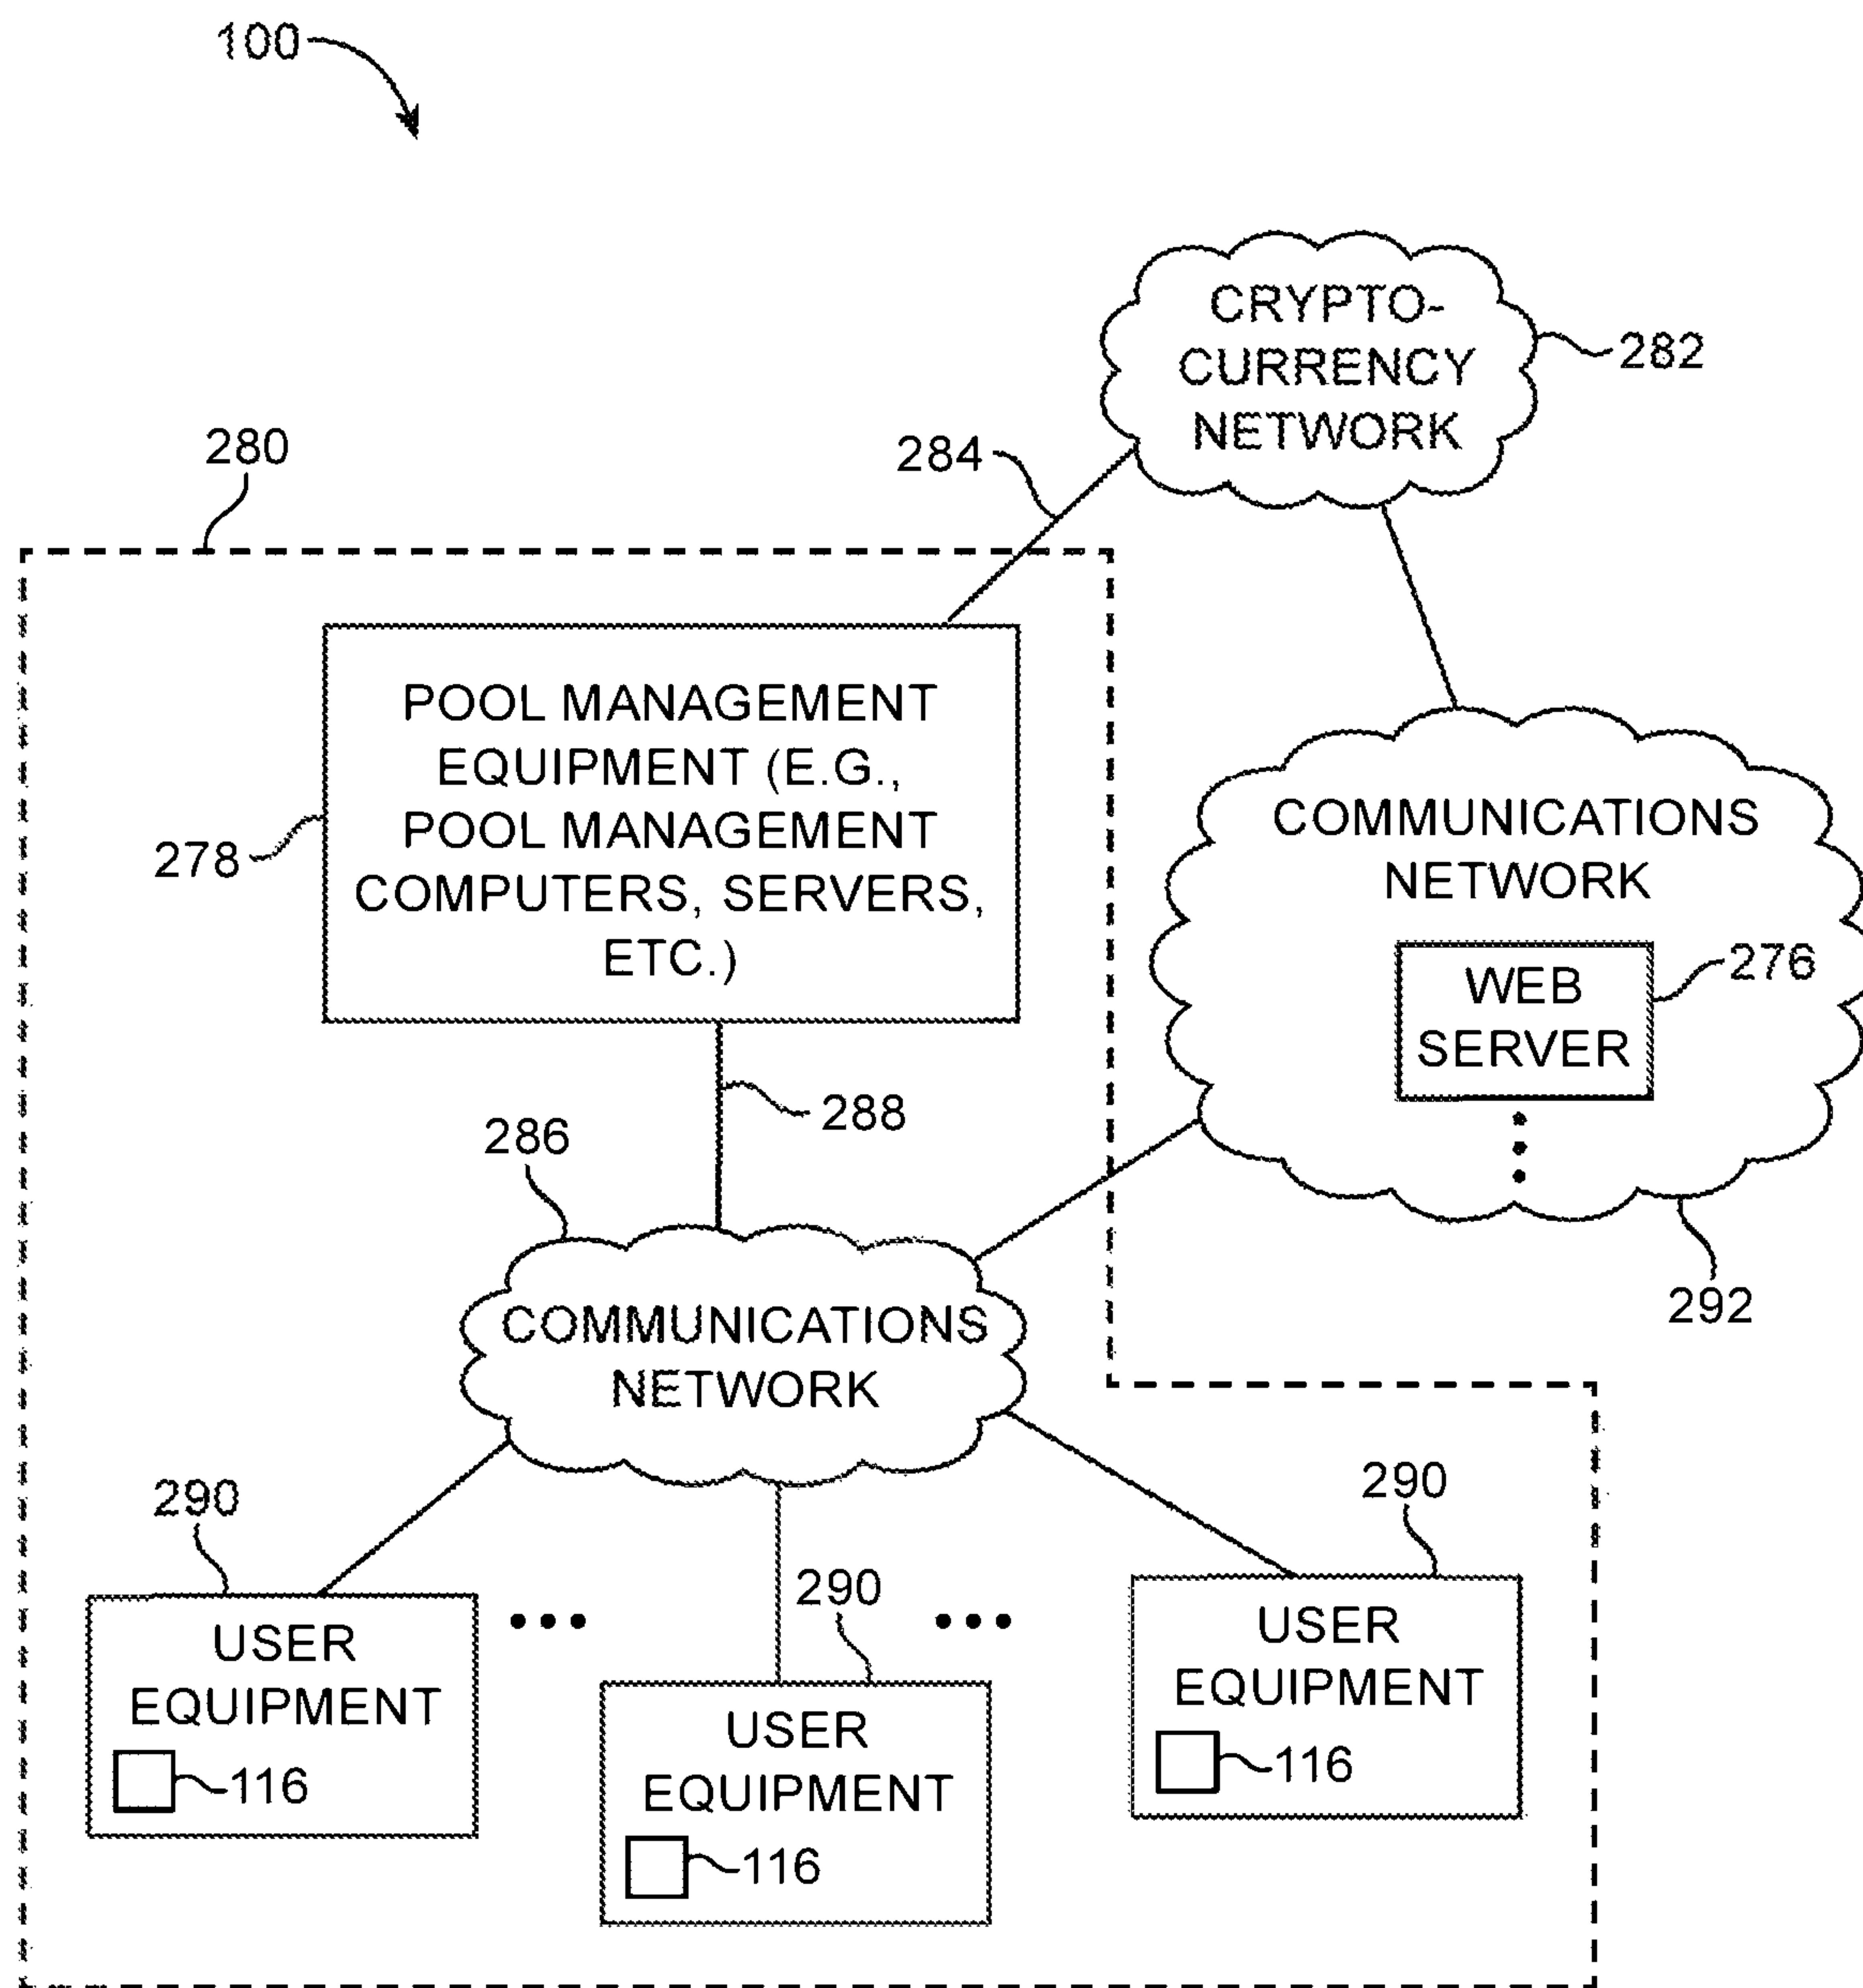 100
CRYPTO-
CURRENCY
NETWORK
282
284
280
POOL MANAGEMENT
EQUIPMENT (E.G.,
POOL MANAGEMENT
COMPUTERS, SERVERS,
ETC.)
278
COMMUNICATIONS
NETWORK
WEB
SERVER
276
288
286
292
COMMUNICATIONS
NETWORK
290
USER
EQUIPMENT
116
290
USER
EQUIPMENT
116
290
USER
EQUIPMENT
116